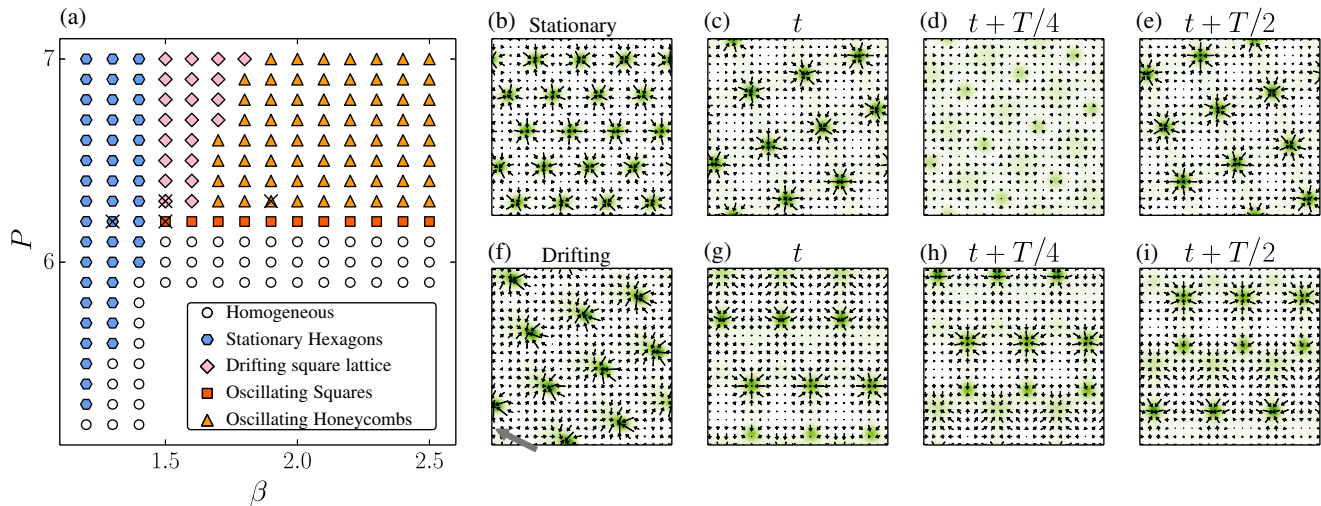 (a)
P
7
6
1.5 2.0 2.5
β
Homogeneous
Stationary Hexagons
Drifting square lattice
Oscillating Squares
Oscillating Honeycombs
(b) Stationary
(c) t
(d) t + T/4
(e) t + T/2
(f) Drifting
(g) t
(h) t + T/4
(i) t + T/2